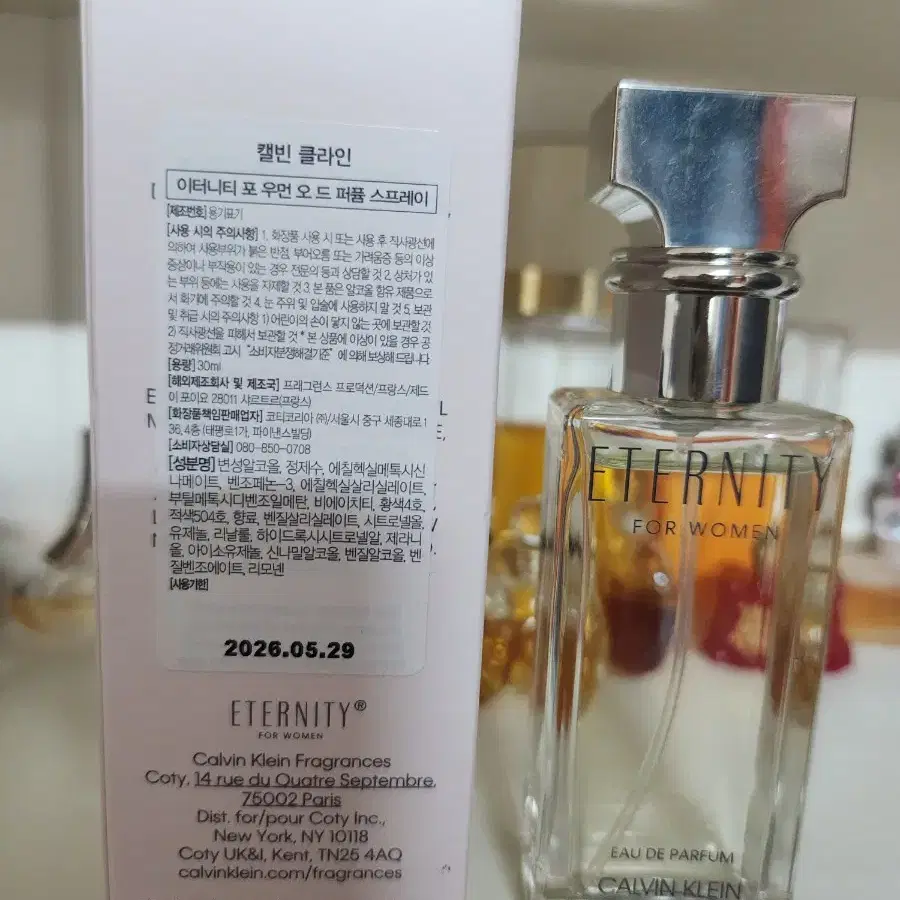 캘빈 클라인
이터니티 포 우먼 오 드 퍼퓸 스프레이
[제조번호] 용기표기
[사용 시의 주의사항] 1. 화장품 사용 시 또는 사용 후 직사광선에
의하여 사용부위가 붉은 반점, 부어오름 또는 가려움증 등의 이상
증상이나 부작용이 있는 경우 전문의 등과 상담할 것 2. 상처가 있
는 부위 등에는 사용을 자제할 것 3. 본 품은 알코올 함유 제품으로
서 화기에 주의할 것 4. 눈 주위 및 입술에 사용하지 말 것 5. 보관
및 취급 시의 주의사항 1) 어린이의 손이 닿지 않는 곳에 보관할 것
2) 직사광선을 피해서 보관할 것 * 본 상품에 이상이 있을 경우 공
정거래위원회 고시 "소비자분쟁해결기준" 에 의해 보상해 드립니다
[용량] 30ml
[해외제조회사 및 제조국] 프래그런스 프로덕션/프랑스/제드
이 포이오 28011 샤르트르(프랑스)
[화장품책임판매업자] 코티코리아 ㈜/서울시 중구 세종대로 1
36, 4층 (태평로1가, 파이낸스빌딩)
[소비자상담실] 080-850-0708
[성분명] 변성알코올, 정제수, 에칠헥실메톡시신
나메이트, 벤조페논-3, 에칠헥실살리실레이트,
부틸메톡시디벤조일메탄, 비에이치티, 황색4호,
적색504호, 향료, 벤질살리실레이트, 시트로넬올,
유제놀, 리날룰, 하이드록시시트로넬알, 제라니
올, 아이소유제놀, 신나밀알코올, 벤질알코올, 벤
질벤조에이트, 리모넨
[사용기한]
2026.05.29
ETERNITY®
FOR WOMEN
Calvin Klein Fragrances
Coty, 14 rue du Quatre Septembre,
75002 Paris
Dist. for/pour Coty Inc.,
New York, NY 10118
Coty UK&I, Kent, TN25 4AQ
calvinklein.com/fragrances
ETERNITY
FOR WOMEN
EAU DE PARFUM
CALVIN KLEIN